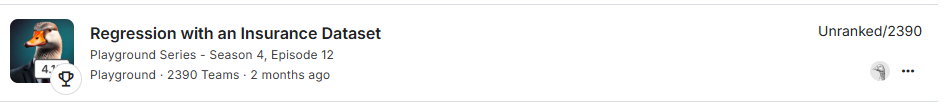 Regression with an Insurance Dataset
Unranked/2390
Playground Series - Season 4, Episode 12
Playground · 2390 Teams · 2 months ago